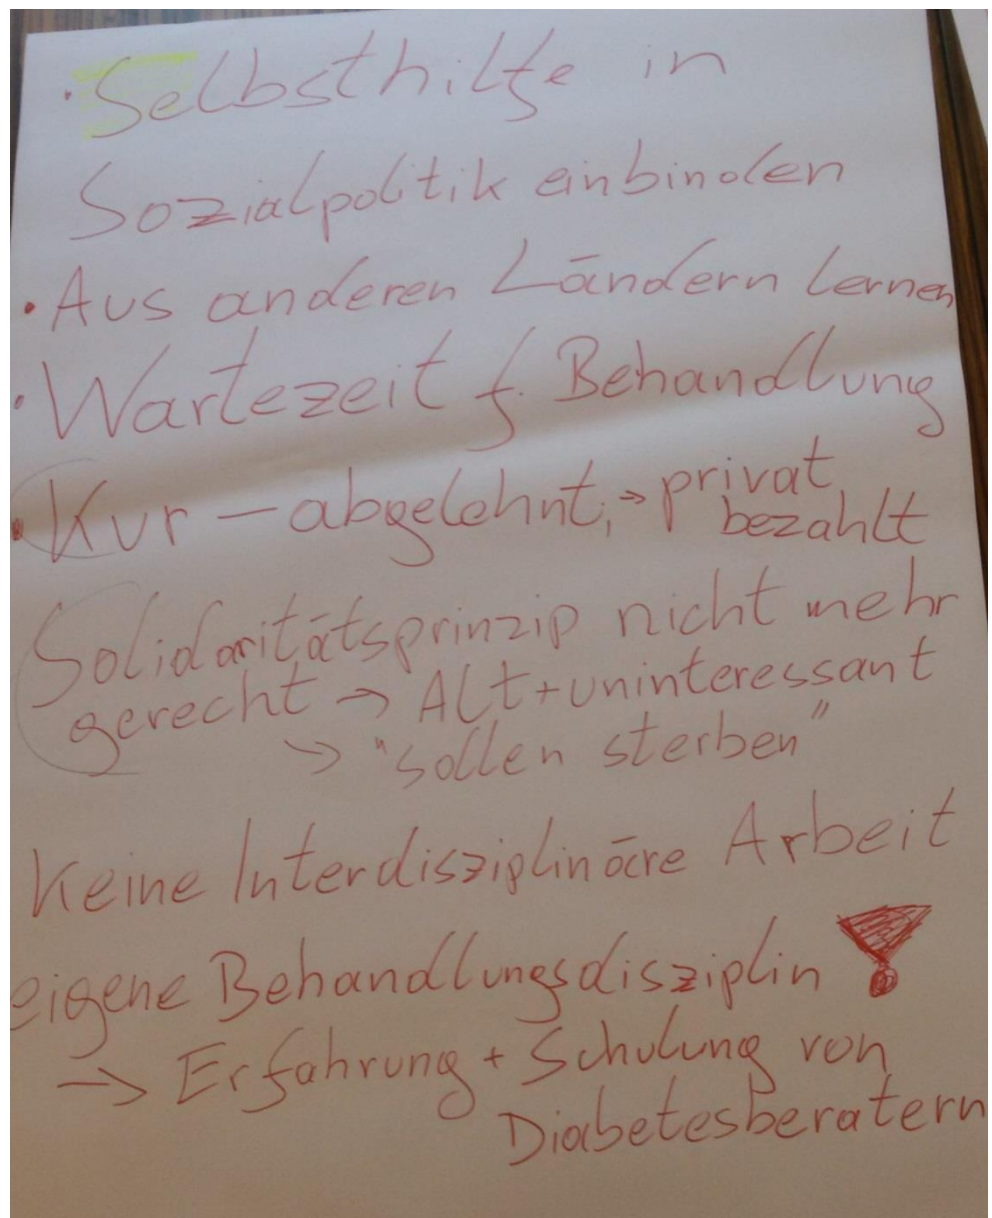 · Selbsthilfe in
Sozialpolitik einbinden
· Aus anderen Ländern lernen
· Wartezeit f. Behandlung
· Kur – abgelehnt, → privat
bezahlt
Solidaritätsprinzip nicht mehr
gerecht → Alt + uninteressant
→ "sollen sterben"
Keine Interdisziplinäre Arbeit
eigene Behandlungsdisziplin !
→ Erfahrung + Schulung von
Diabetesberatern